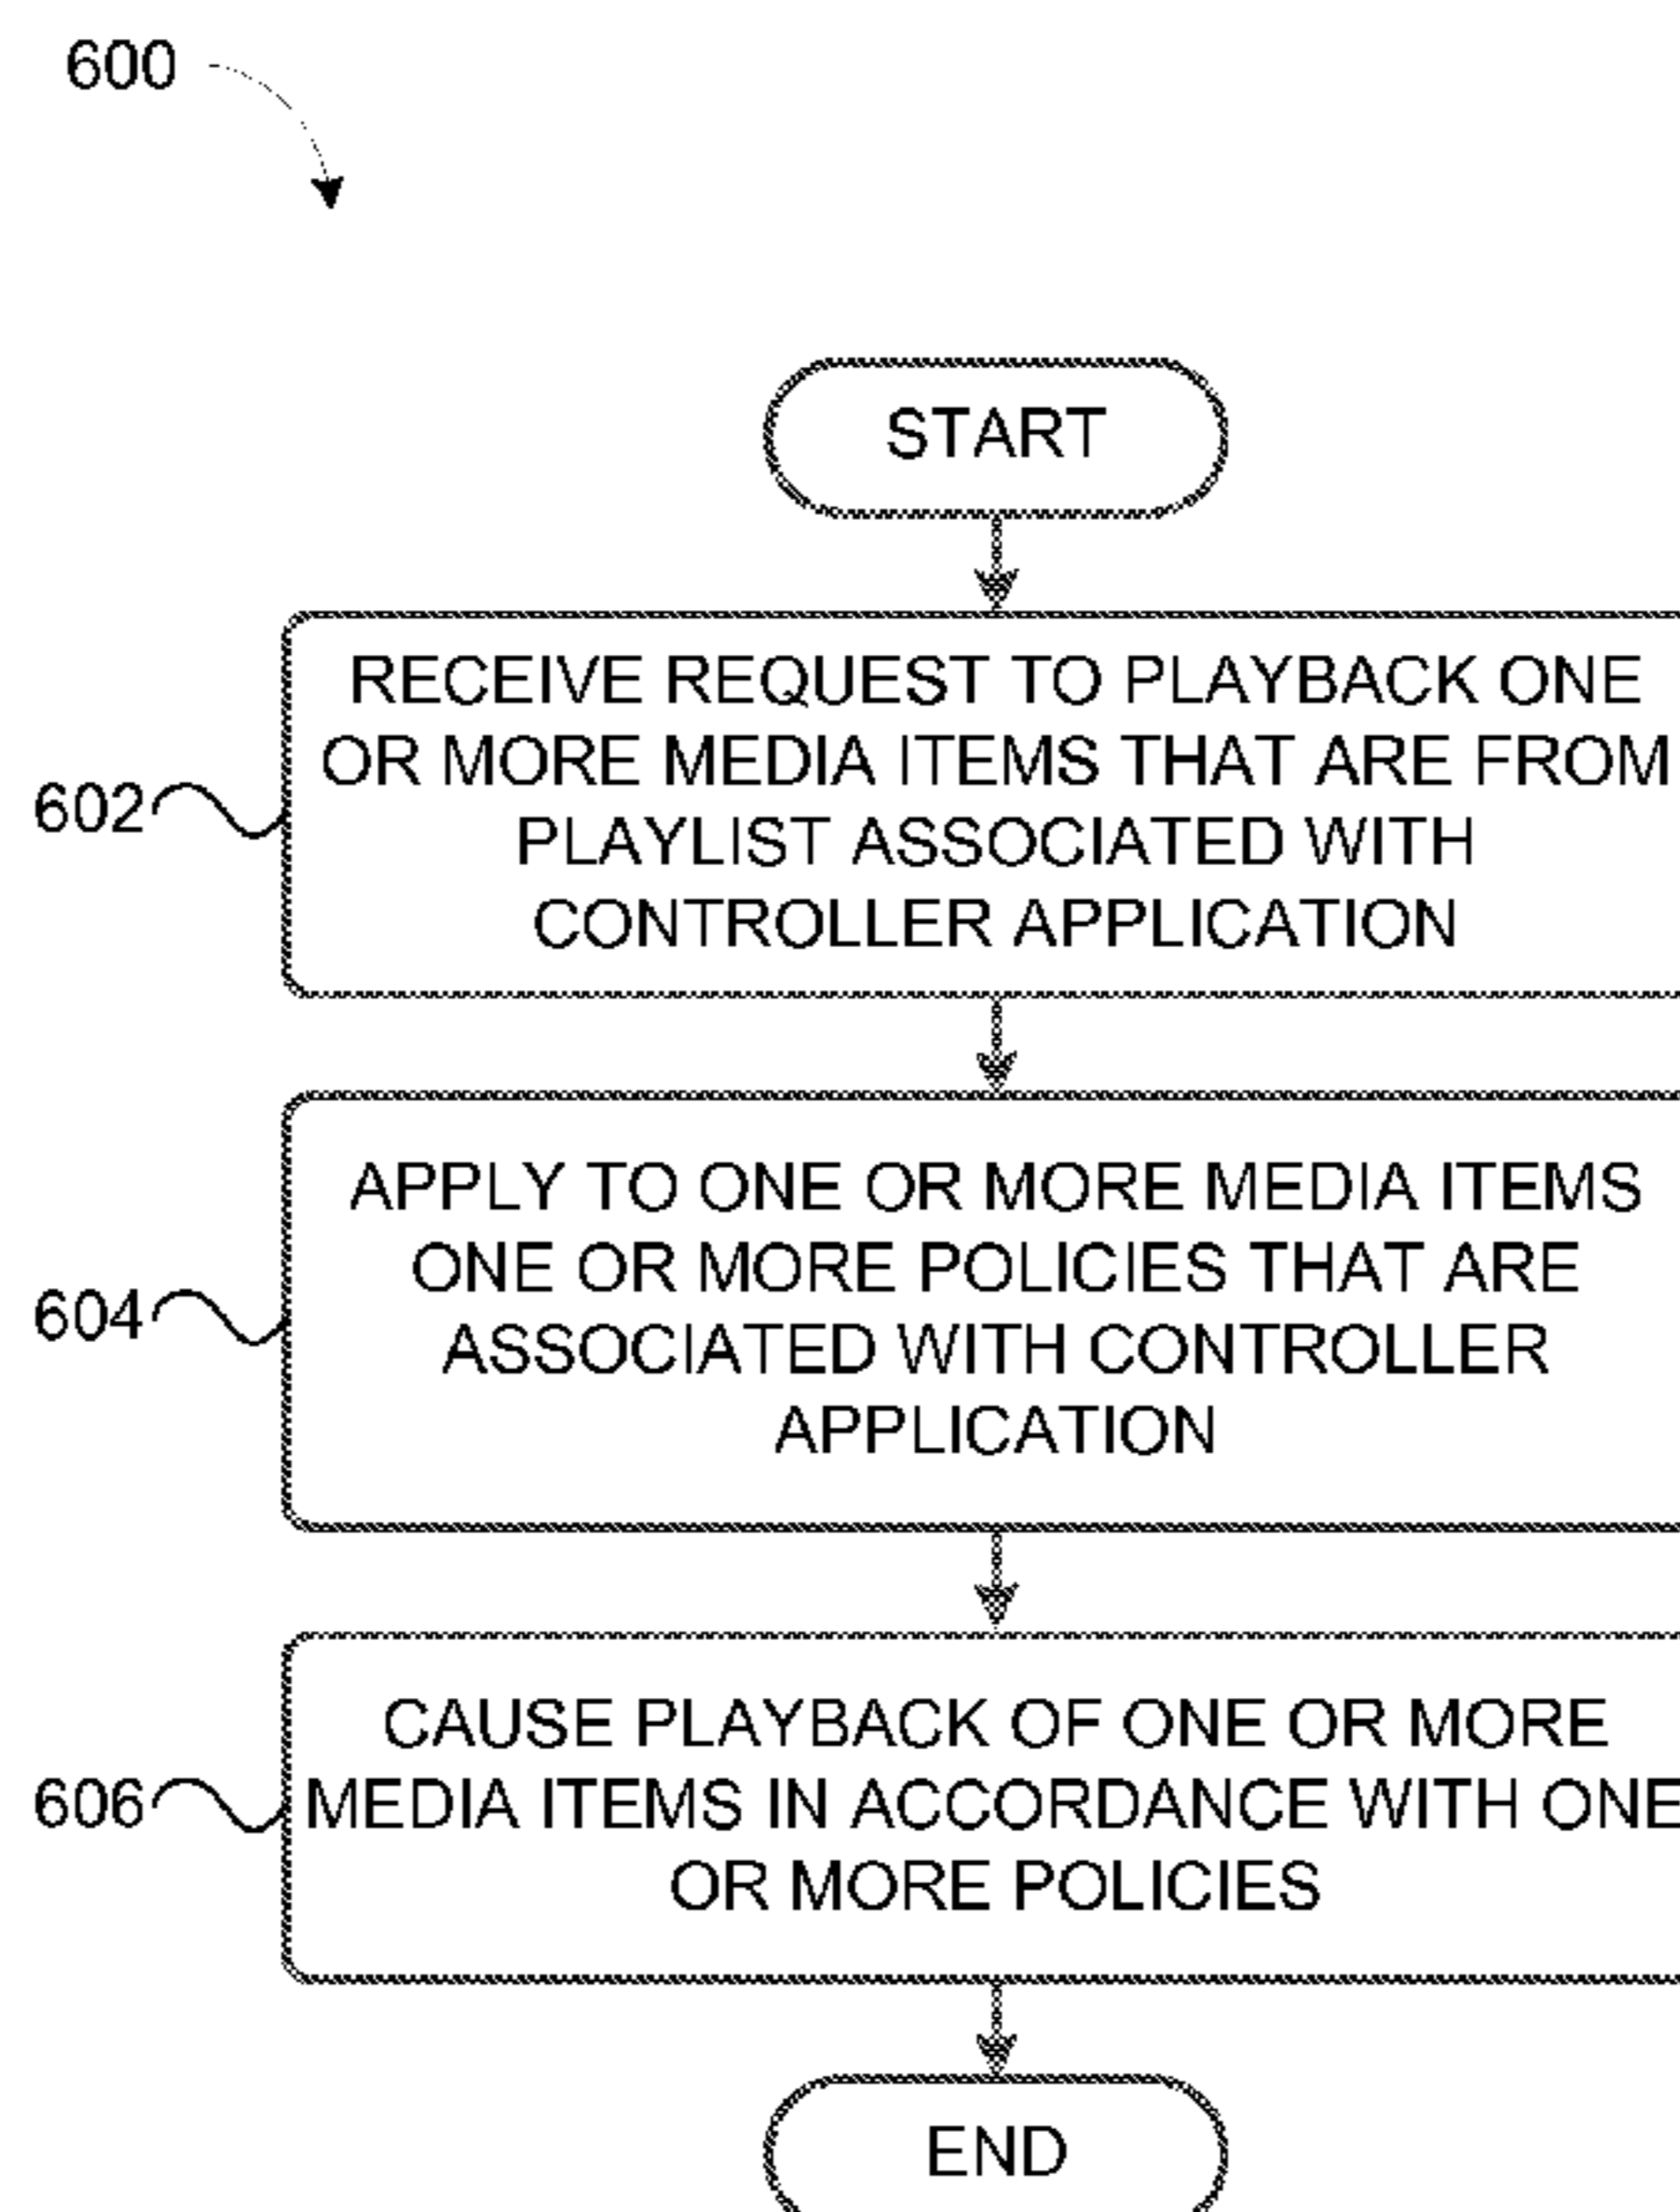 600
START
RECEIVE REQUEST TO PLAYBACK ONE
OR MORE MEDIA ITEMS THAT ARE FROM
PLAYLIST ASSOCIATED WITH
CONTROLLER APPLICATION
602
APPLY TO ONE OR MORE MEDIA ITEMS
ONE OR MORE POLICIES THAT ARE
ASSOCIATED WITH CONTROLLER
APPLICATION
604
CAUSE PLAYBACK OF ONE OR MORE
MEDIA ITEMS IN ACCORDANCE WITH ONE
OR MORE POLICIES
606
END